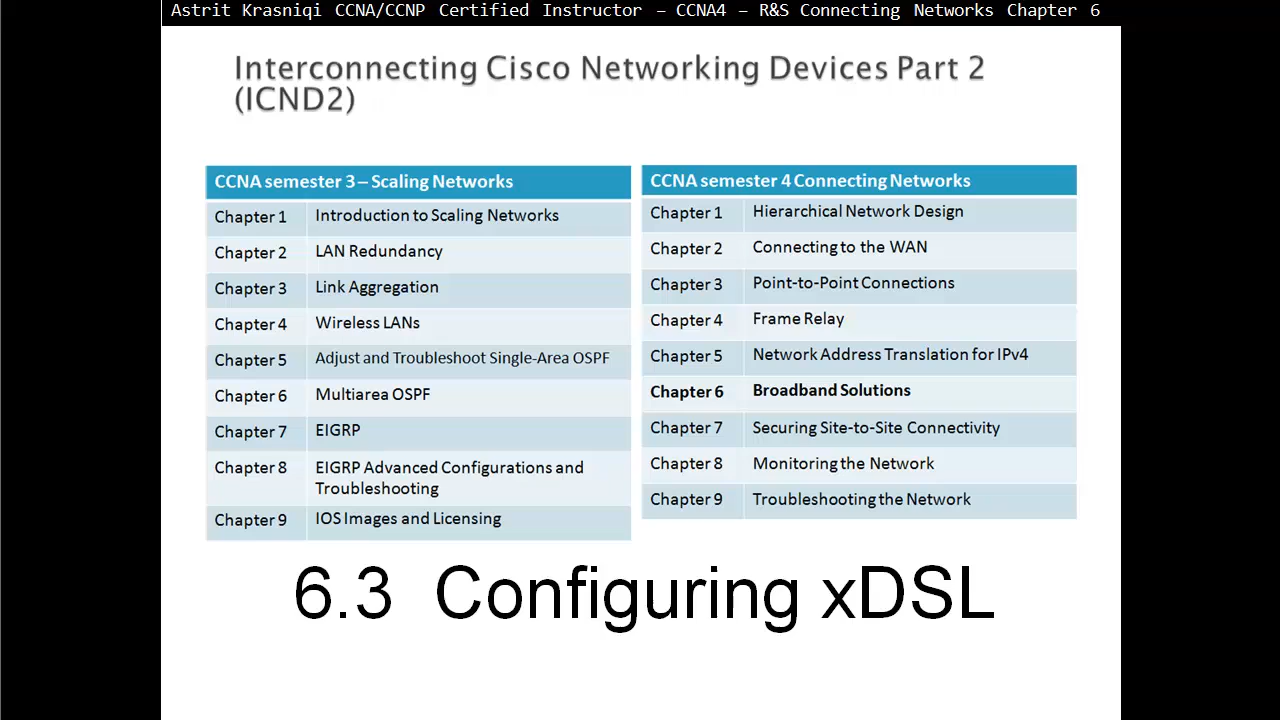 Astrit Krasniqi CCNA/CCNP Certified Instructor – CCNA4 – R&S Connecting Networks Chapter 6
Interconnecting Cisco Networking Devices Part 2
(ICND2)
CCNA semester 3 – Scaling Networks
Chapter 1 Introduction to Scaling Networks
Chapter 2 LAN Redundancy
Chapter 3 Link Aggregation
Chapter 4 Wireless LANs
Chapter 5 Adjust and Troubleshoot Single-Area OSPF
Chapter 6 Multiarea OSPF
Chapter 7 EIGRP
Chapter 8 EIGRP Advanced Configurations and
Troubleshooting
Chapter 9 IOS Images and Licensing
CCNA semester 4 Connecting Networks
Chapter 1 Hierarchical Network Design
Chapter 2 Connecting to the WAN
Chapter 3 Point-to-Point Connections
Chapter 4 Frame Relay
Chapter 5 Network Address Translation for IPv4
Chapter 6 Broadband Solutions
Chapter 7 Securing Site-to-Site Connectivity
Chapter 8 Monitoring the Network
Chapter 9 Troubleshooting the Network
6.3 Configuring xDSL